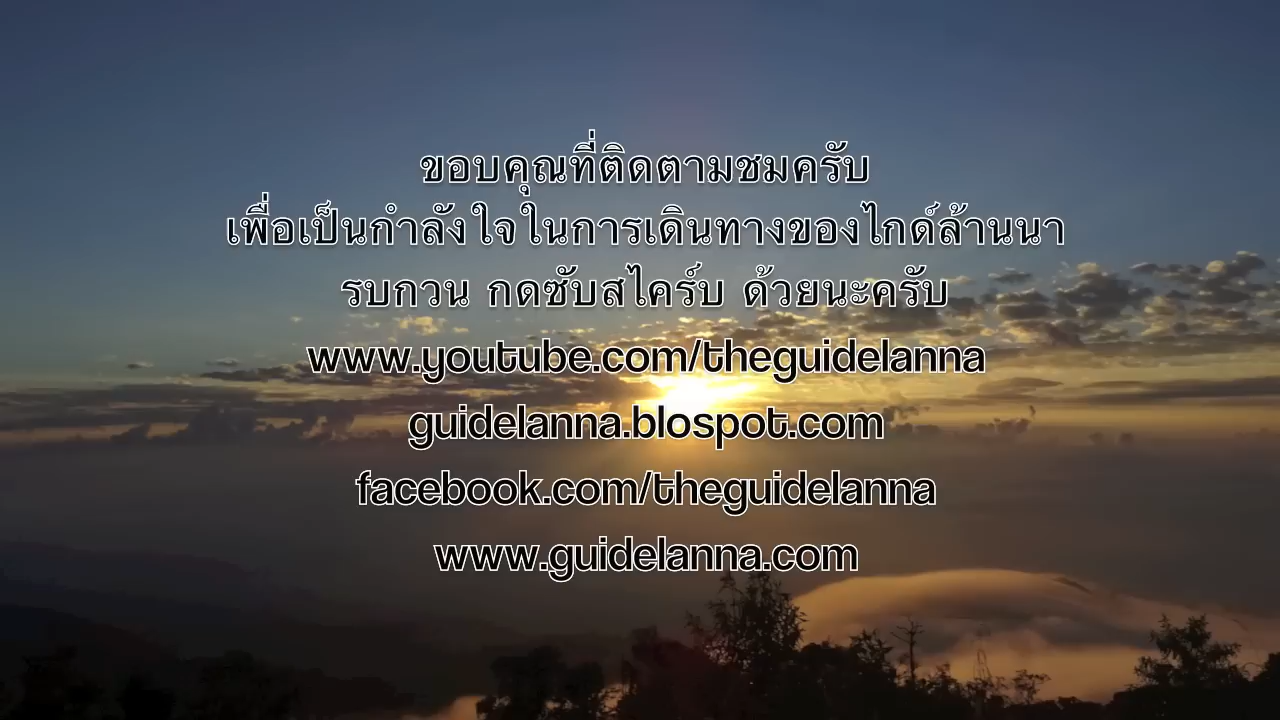 ขอบคุณที่ติดตามชมครับ
เพื่อเป็นกำลังใจในการเดินทางของไกด์ล้านนา
รบกวน กดซับสไคร์บ ด้วยนะครับ
www.youtube.com/theguidelanna
guidelanna.blospot.com
facebook.com/theguidelanna
www.guidelanna.com